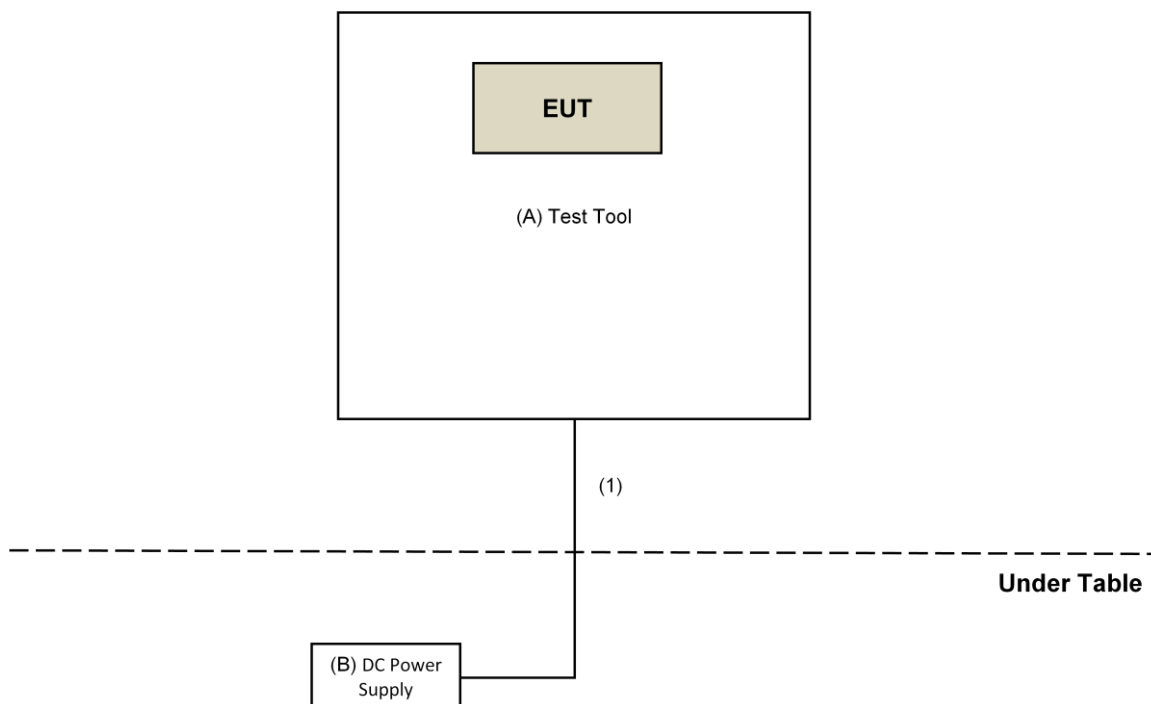 EUT
(A) Test Tool
(1)
Under Table
(B) DC Power
Supply